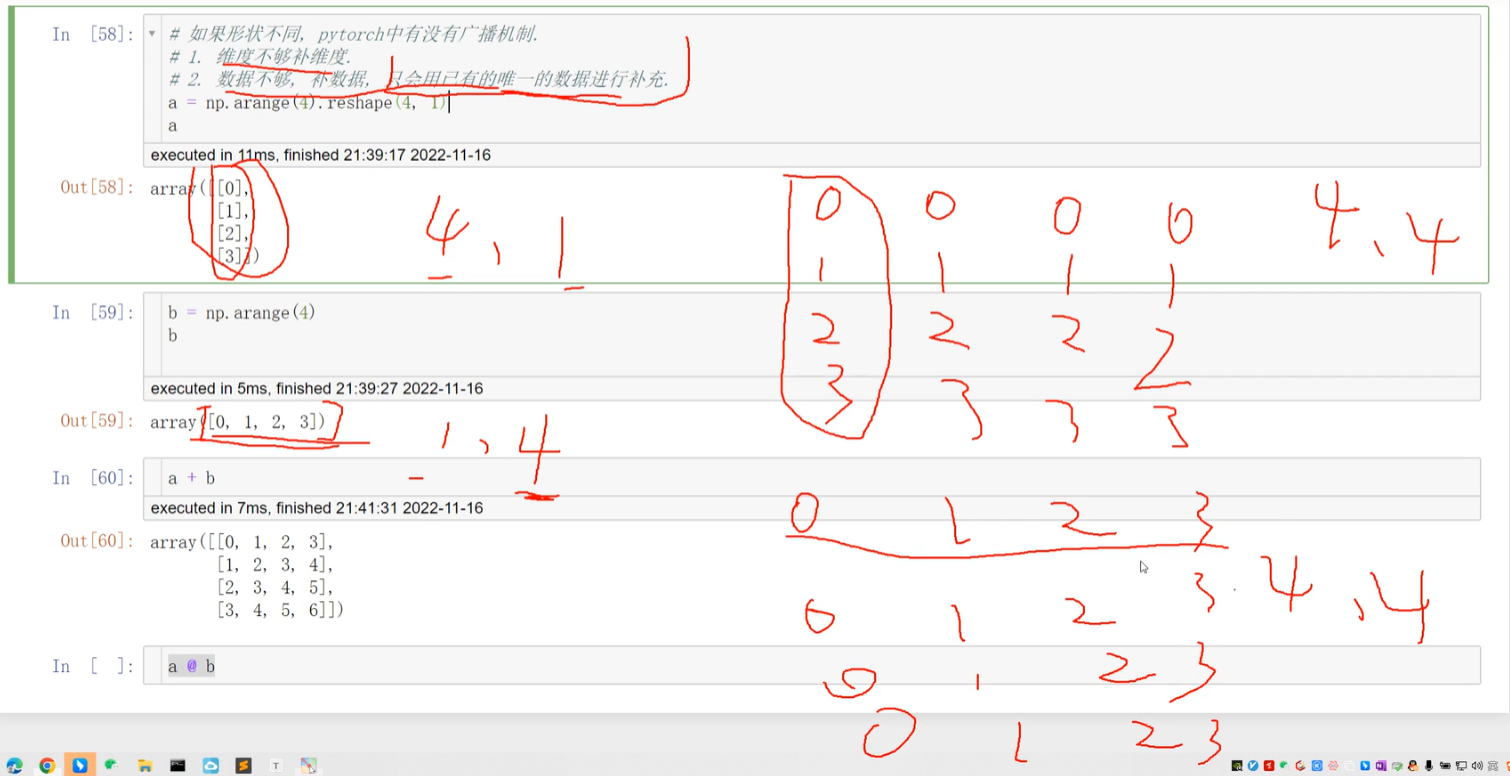 In [58]:
# 如果形状不同, pytorch中有没有广播机制.
# 1. 维度不够补维度.
# 2. 数据不够, 补数据, 只会用已有的唯一的数据进行补充.
a = np.arange(4).reshape(4, 1)
a
executed in 11ms, finished 21:39:17 2022-11-16
Out[58]: array([[0],
[1],
[2],
[3]])
4, 1
0 0 0 0
1 1 1 1
2 2 2 2
3 3 3 3
4, 4
In [59]:
b = np.arange(4)
b
executed in 5ms, finished 21:39:27 2022-11-16
Out[59]: array([0, 1, 2, 3])
1, 4
In [60]: a + b
executed in 7ms, finished 21:41:31 2022-11-16
Out[60]: array([[0, 1, 2, 3],
[1, 2, 3, 4],
[2, 3, 4, 5],
[3, 4, 5, 6]])
0 1 2 3
0 1 2 3
0 1 2 3
0 1 2 3
4, 4
In [ ]: a @ b